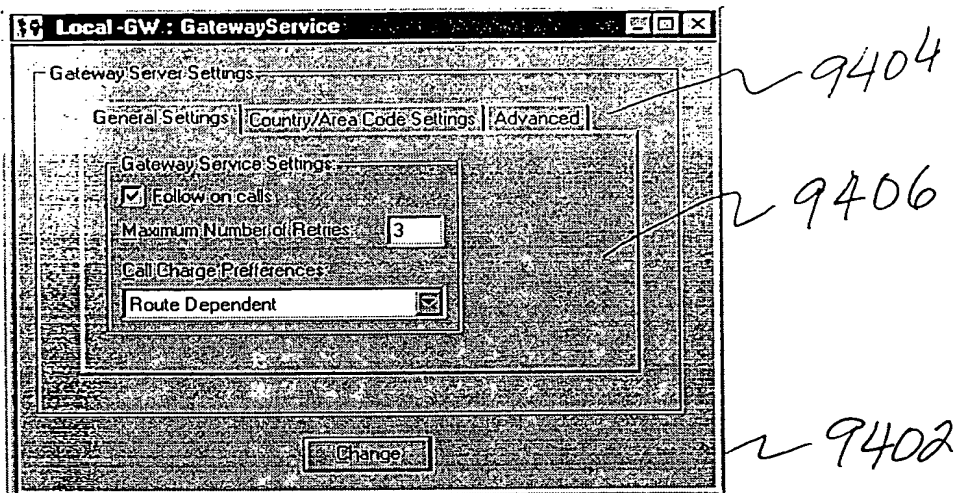 Local-GW : GatewayService
Gateway Server Settings:
9404
General Settings Country/Area Code Settings Advanced
Gateway Service Settings:
Follow on calls
9406
Maximum Number of Retries: 3
Call Charge Prefferences:
Route Dependent
Change
9402